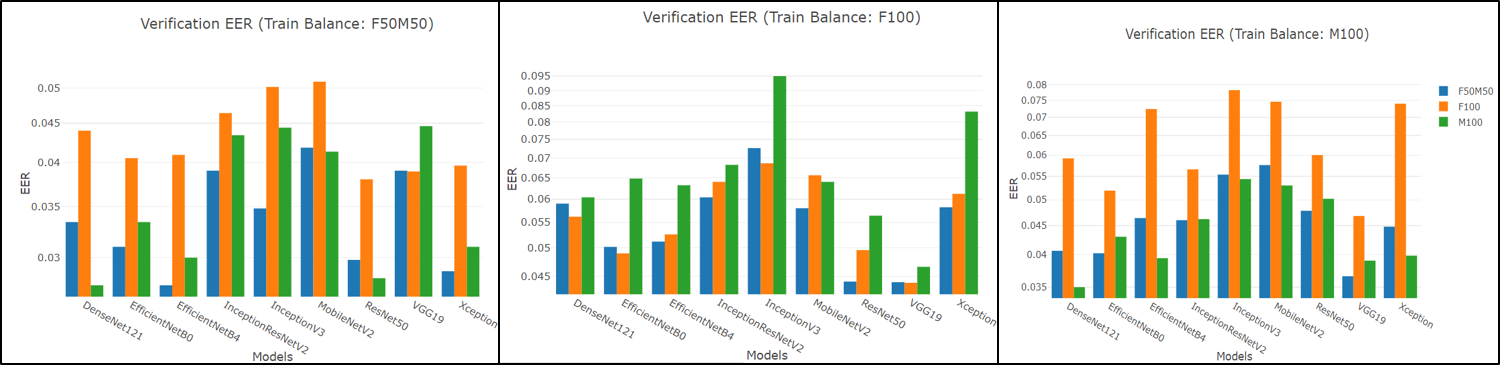 Verification EER (Train Balance: F50M50)
0.05
0.045
0.04
0.035
0.03
EER
DenseNet121
EfficientNetB0
EfficientNetB4
InceptionResNetV2
InceptionV3
MobileNetV2
ResNet50
VGG19
Xception
Models
Verification EER (Train Balance: F100)
0.095
0.09
0.085
0.08
0.075
0.07
0.065
0.06
0.055
0.05
0.045
EER
DenseNet121
EfficientNetB0
EfficientNetB4
InceptionResNetV2
InceptionV3
MobileNetV2
ResNet50
VGG19
Xception
Models
Verification EER (Train Balance: M100)
0.08
0.075
0.07
0.065
0.06
0.055
0.05
0.045
0.04
0.035
EER
DenseNet121
EfficientNetB0
EfficientNetB4
InceptionResNetV2
InceptionV3
MobileNetV2
ResNet50
VGG19
Xception
Models
F50M50
F100
M100